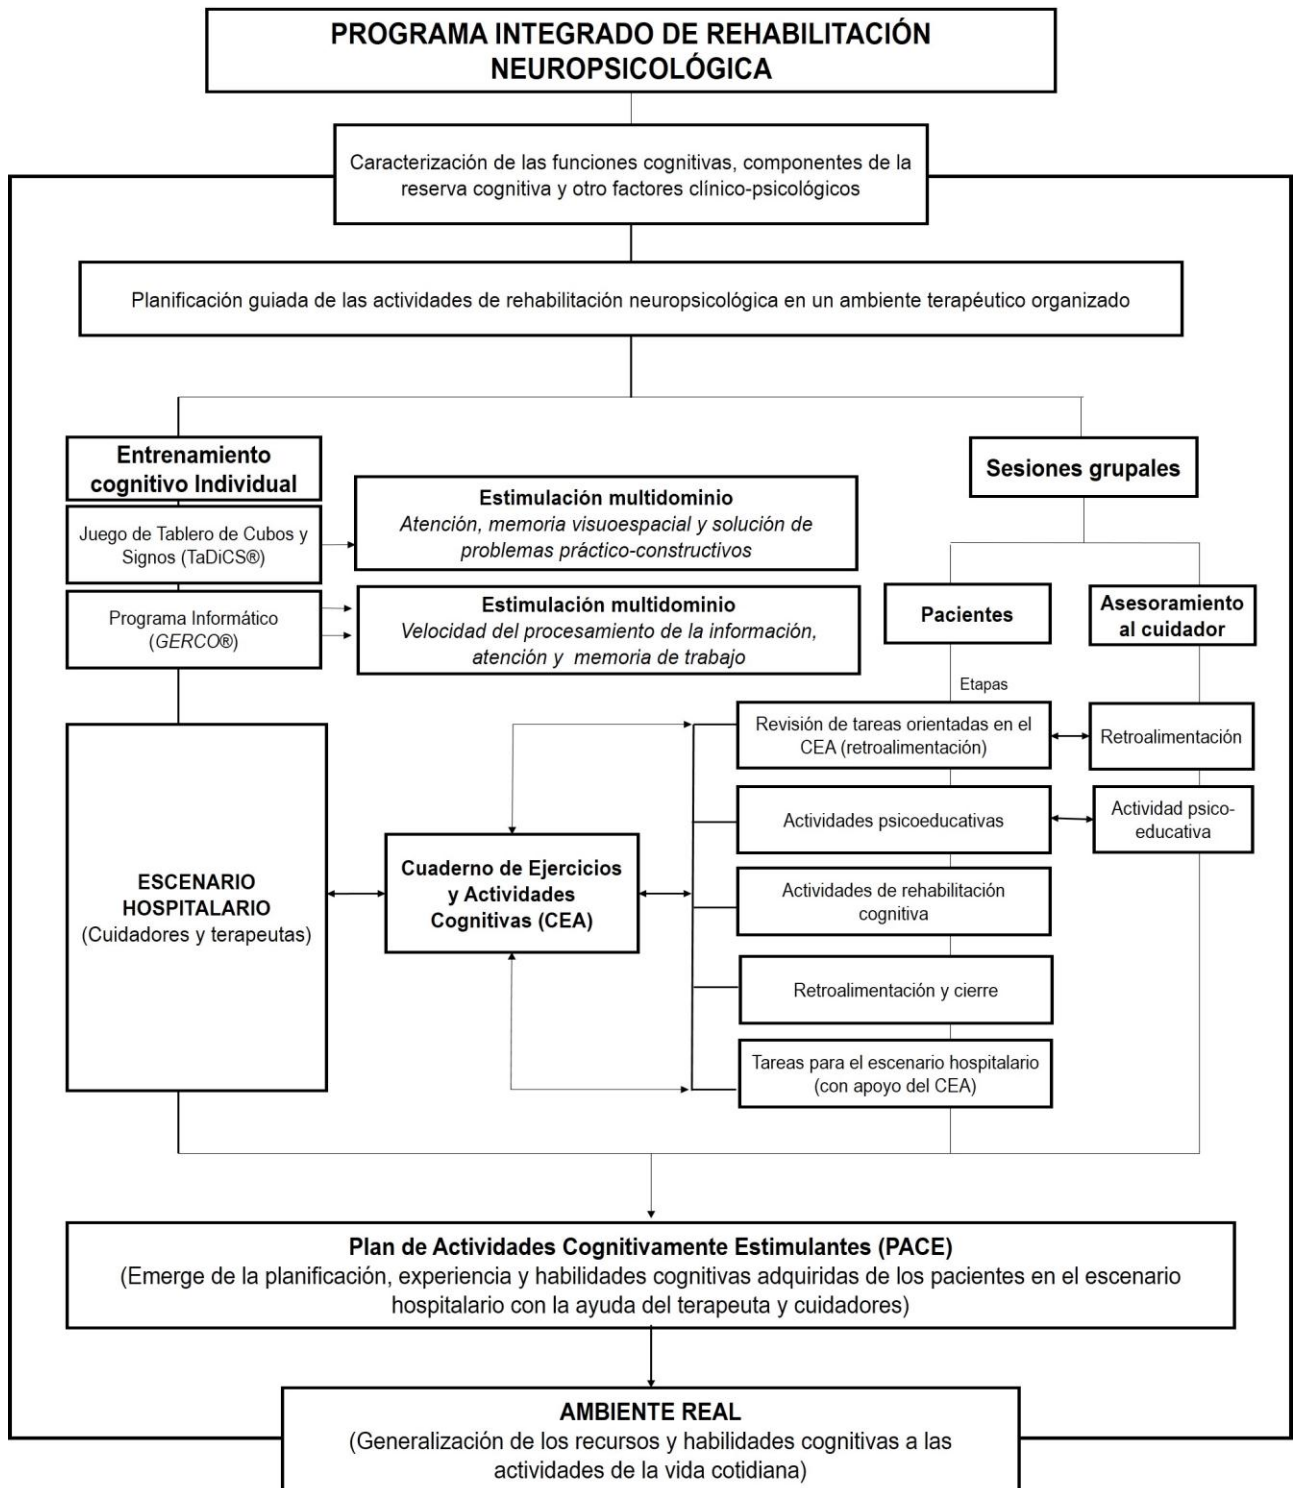 PROGRAMA INTEGRADO DE REHABILITACIÓN
NEUROPSICOLÓGICA
Caracterización de las funciones cognitivas, componentes de la
reserva cognitiva y otro factores clínico-psicológicos
Planificación guiada de las actividades de rehabilitación neuropsicológica en un ambiente terapéutico organizado
Entrenamiento
cognitivo Individual
Juego de Tablero de Cubos y
Signos (TaDiCS®)
Programa Informático
(GERCO®)
Estimulación multidominio
Atención, memoria visuoespacial y solución de
problemas práctico-constructivos
Estimulación multidominio
Velocidad del procesamiento de la información,
atención y memoria de trabajo
Sesiones grupales
Pacientes
Asesoramiento
al cuidador
Etapas
Revisión de tareas orientadas en el
CEA (retroalimentación)
Retroalimentación
Actividades psicoeducativas
Actividad psico-
educativa
Actividades de rehabilitación
cognitiva
Retroalimentación y cierre
Tareas para el escenario hospitalario
(con apoyo del CEA)
ESCENARIO
HOSPITALARIO
(Cuidadores y terapeutas)
Cuaderno de Ejercicios
y Actividades
Cognitivas (CEA)
Plan de Actividades Cognitivamente Estimulantes (PACE)
(Emerge de la planificación, experiencia y habilidades cognitivas adquiridas de los pacientes en el escenario
hospitalario con la ayuda del terapeuta y cuidadores)
AMBIENTE REAL
(Generalización de los recursos y habilidades cognitivas a las
actividades de la vida cotidiana)